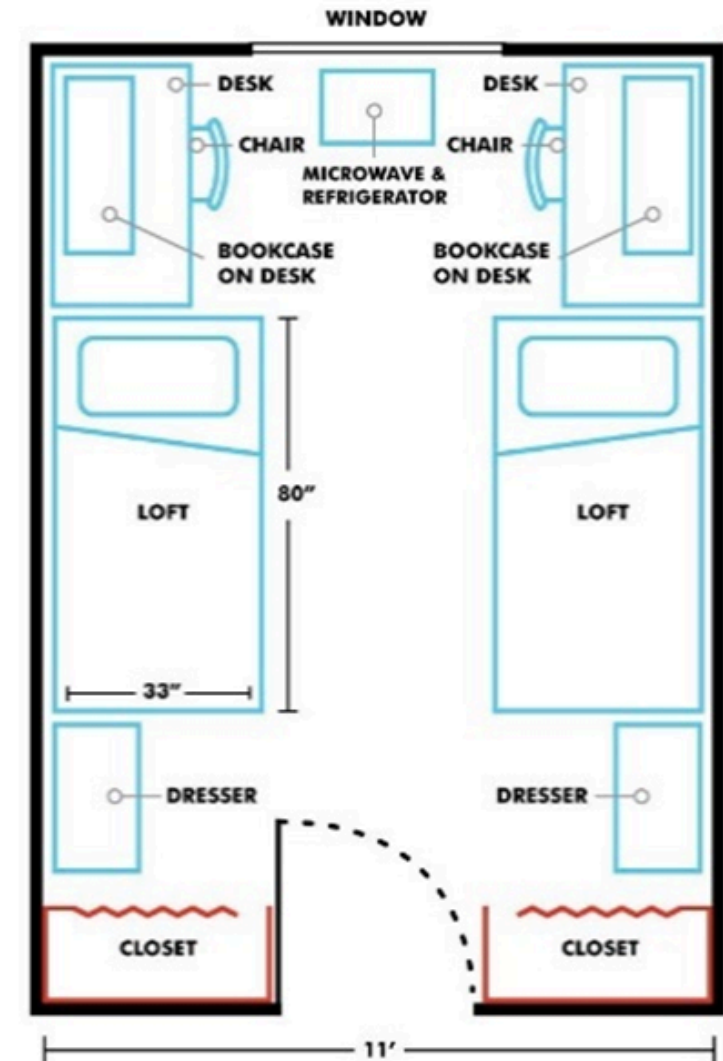 WINDOW
DESK
DESK
CHAIR
CHAIR
MICROWAVE &
REFRIGERATOR
BOOKCASE
ON DESK
BOOKCASE
ON DESK
80"
LOFT
LOFT
33"
DRESSER
DRESSER
CLOSET
CLOSET
11'